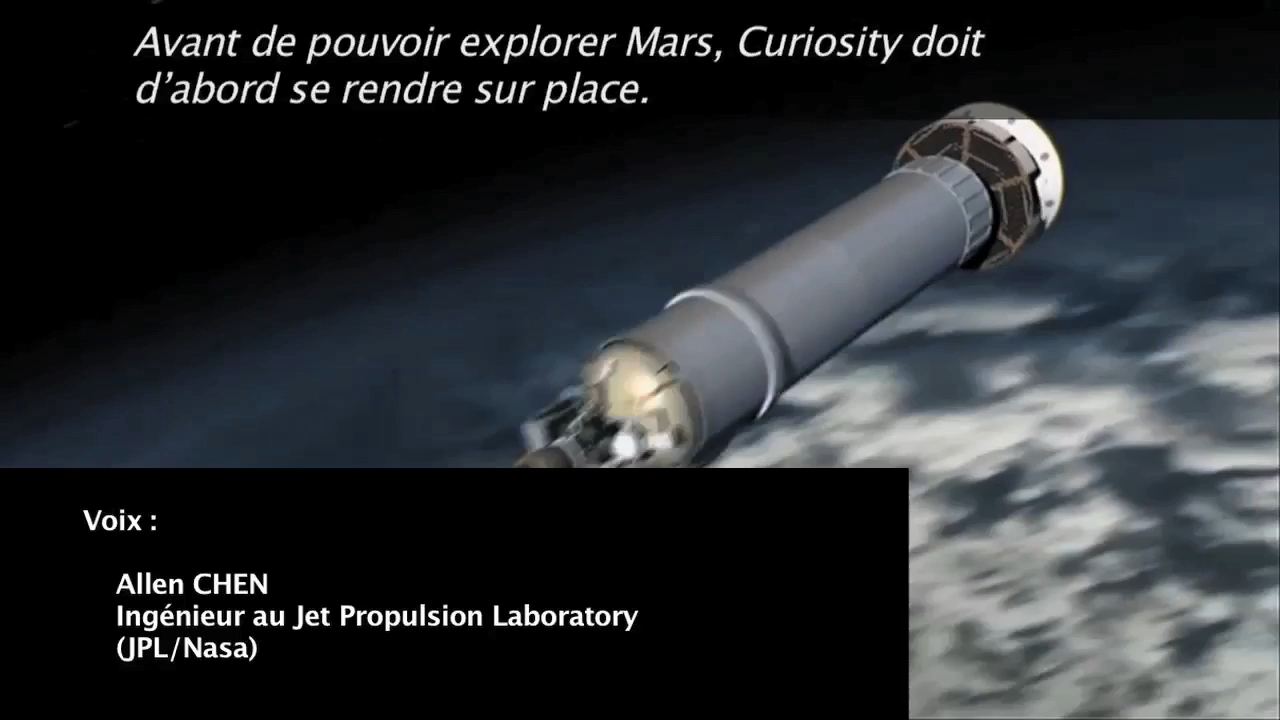 Avant de pouvoir explorer Mars, Curiosity doit
d’abord se rendre sur place.
Voix :
Allen CHEN
Ingénieur au Jet Propulsion Laboratory
(JPL/Nasa)